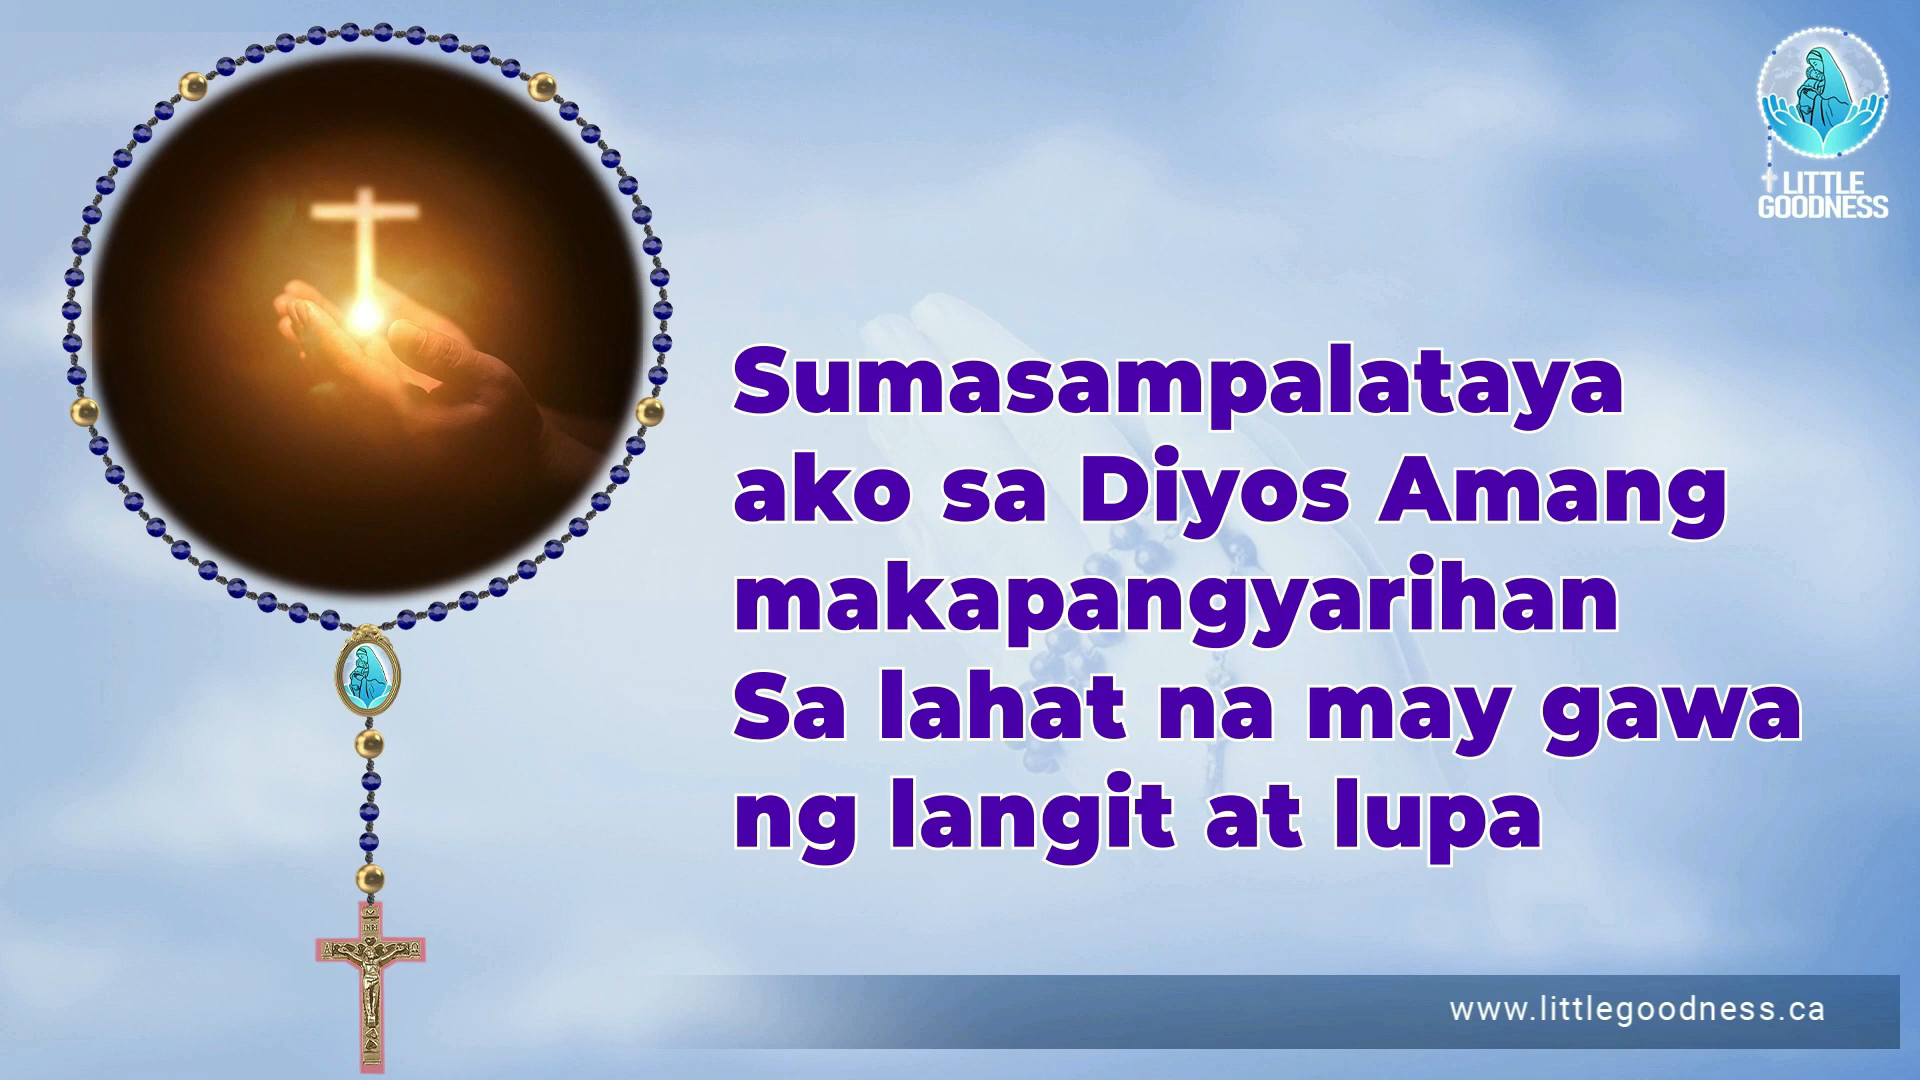 LITTLE
GOODNESS
Sumasampalataya
ako sa Diyos Amang
makapangyarihan
Sa lahat na may gawa
ng langit at lupa
INRI
A Ω
www.littlegoodness.ca